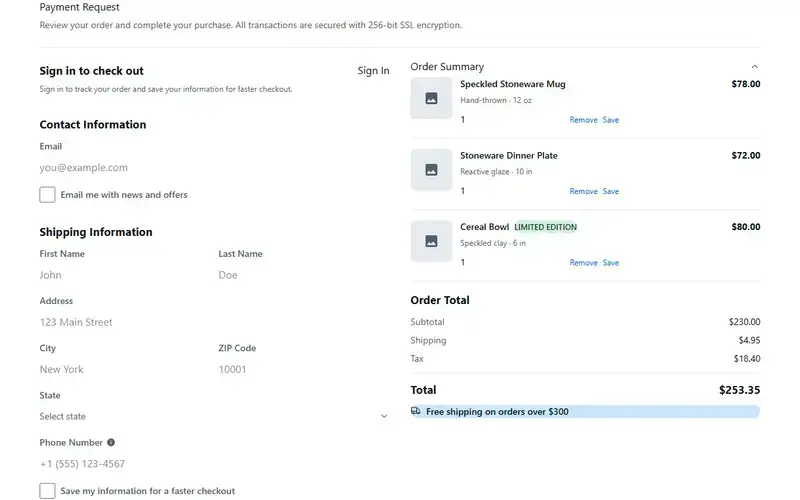 Payment Request
Review your order and complete your purchase. All transactions are secured with 256-bit SSL encryption.
Sign in to check out
Sign In
Sign in to track your order and save your information for faster checkout.
Contact Information
Email
you@example.com
Email me with news and offers
Shipping Information
First Name
Last Name
John
Doe
Address
123 Main Street
City
ZIP Code
New York
10001
State
Select state
Phone Number
+1 (555) 123-4567
Save my information for a faster checkout
Order Summary
Speckled Stoneware Mug
$78.00
Hand-thrown · 12 oz
1
Remove Save
Stoneware Dinner Plate
$72.00
Reactive glaze · 10 in
1
Remove Save
Cereal Bowl LIMITED EDITION
$80.00
Speckled clay · 6 in
1
Remove Save
Order Total
Subtotal
$230.00
Shipping
$4.95
Tax
$18.40
Total
$253.35
Free shipping on orders over $300